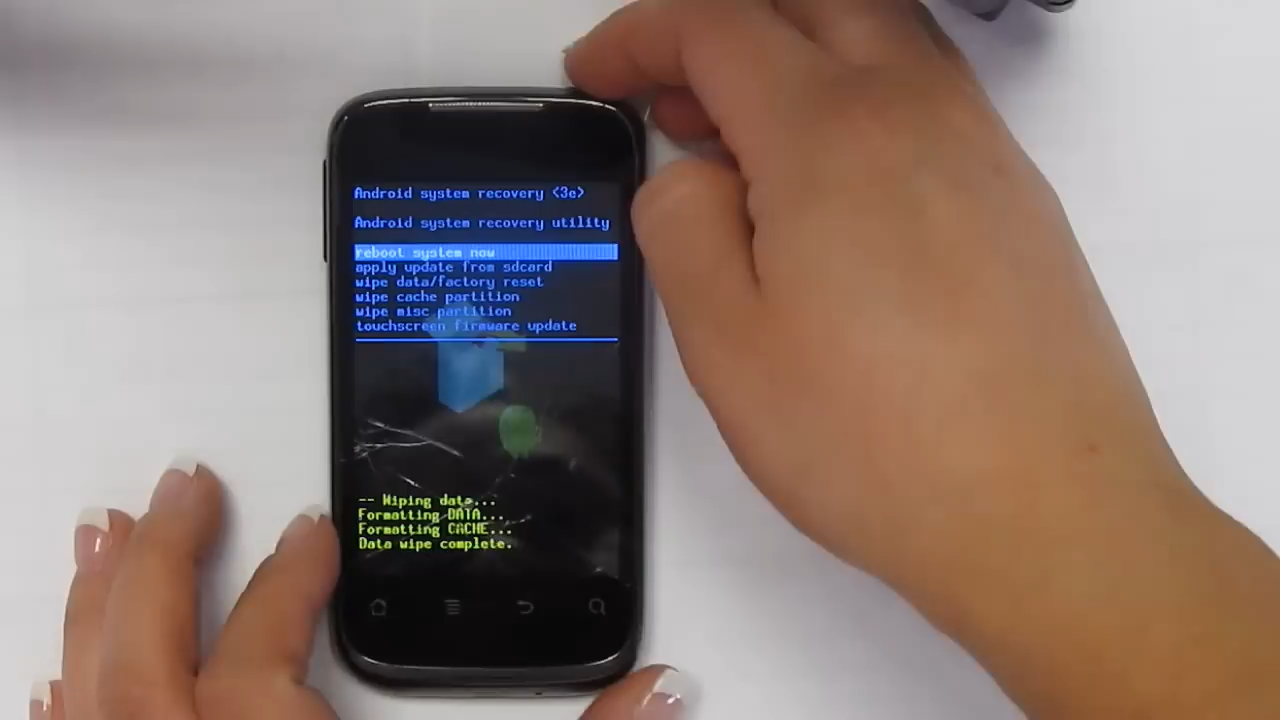 Android system recovery <3e>
Android system recovery utility
reboot system now
apply update from sdcard
wipe data/factory reset
wipe cache partition
wipe misc partition
touchscreen firmware update
-- Wiping data...
Formatting DATA...
Formatting CACHE...
Data wipe complete.